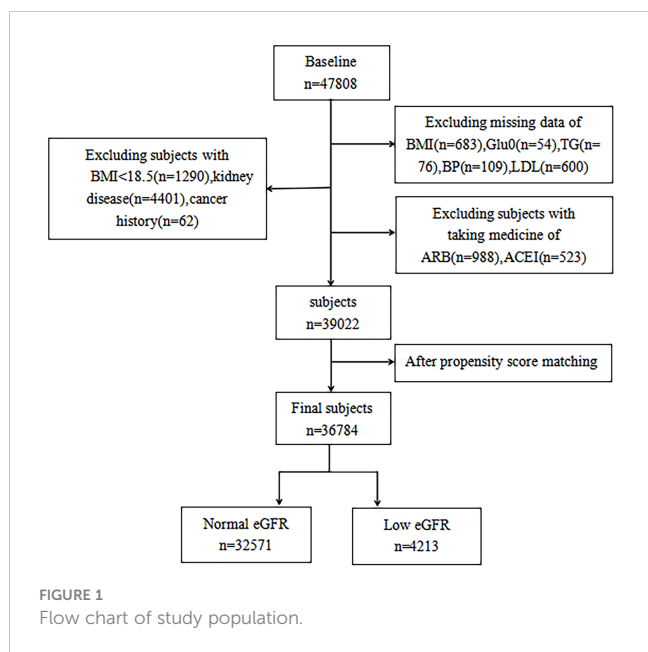 Baseline
n=47808
Excluding missing data of
BMI(n=683),Glu0(n=54),TG(n=
76),BP(n=109),LDL(n=600)
Excluding subjects with
BMI<18.5(n=1290),kidney
disease(n=4401),cancer
history(n=62)
Excluding subjects with
taking medicine of
ARB(n=988),ACEI(n=523)
subjects
n=39022
After propensity score matching
Final subjects
n=36784
Normal eGFR
n=32571
Low eGFR
n=4213
FIGURE 1
Flow chart of study population.